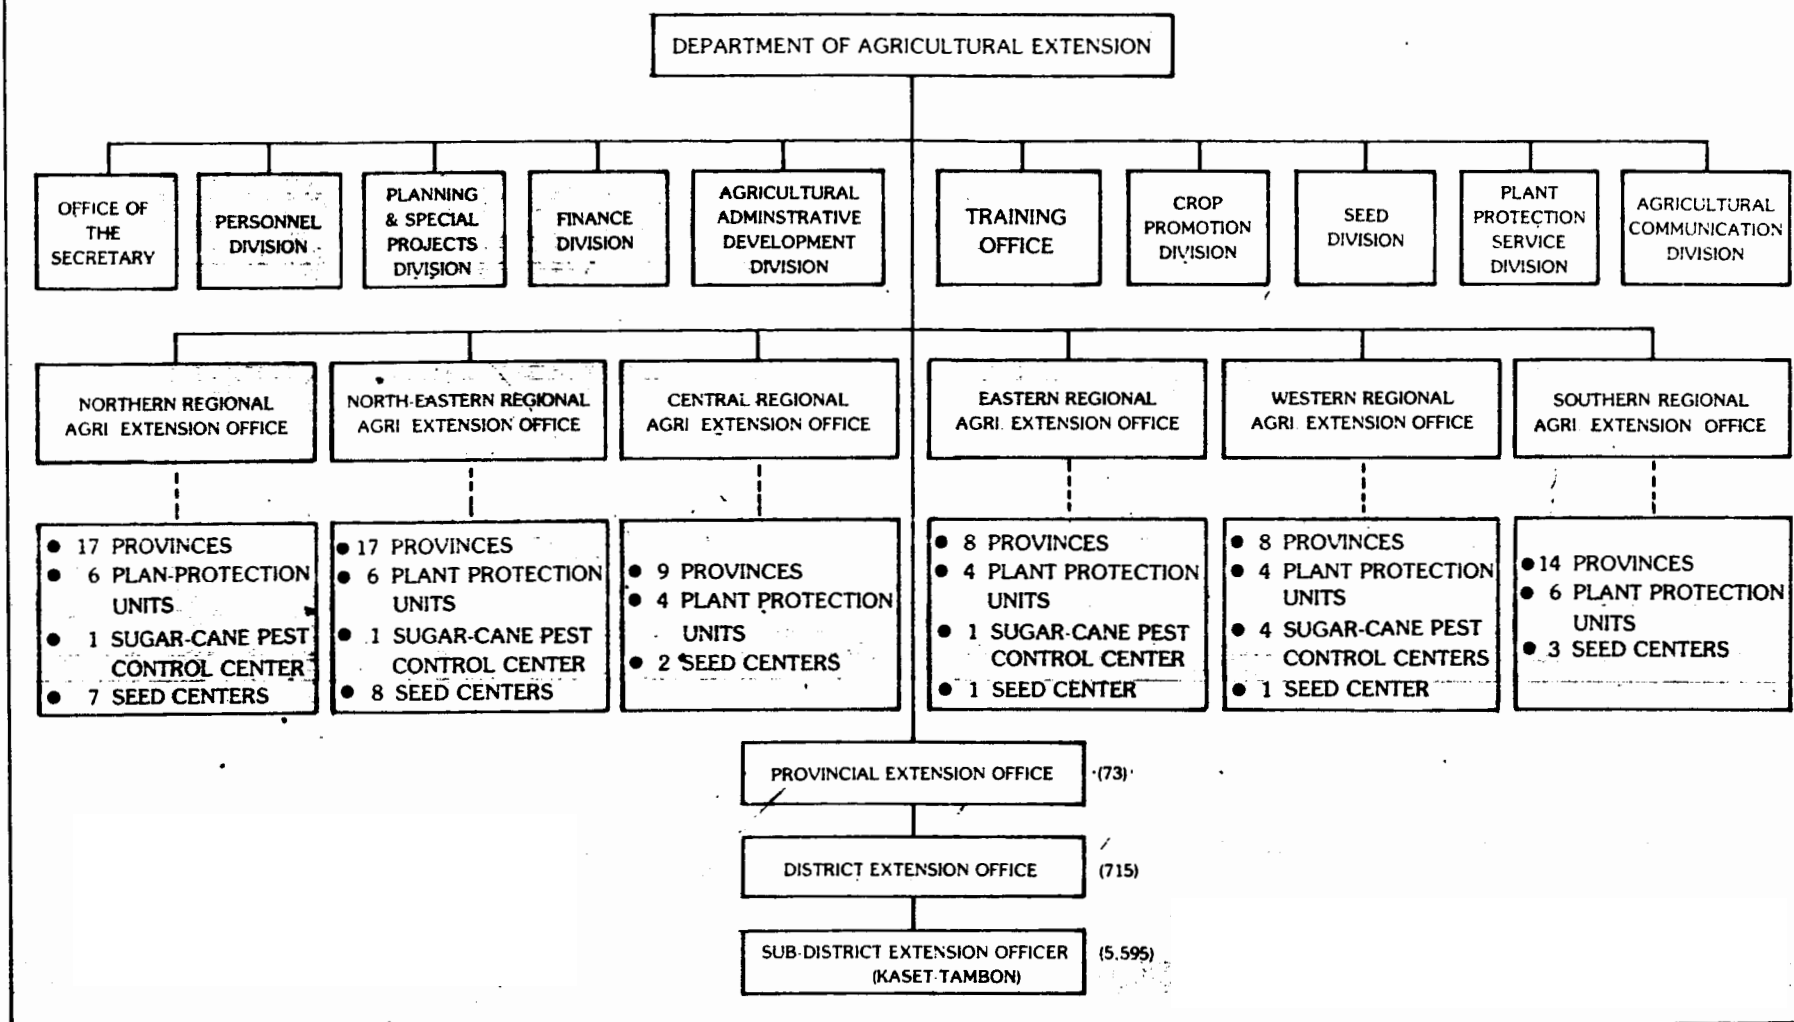 DEPARTMENT OF AGRICULTURAL EXTENSION
OFFICE OF
THE
SECRETARY
PERSONNEL
DIVISION
PLANNING
& SPECIAL
PROJECTS
DIVISION
FINANCE
DIVISION
AGRICULTURAL
ADMINSTRATIVE
DEVELOPMENT
DIVISION
TRAINING
OFFICE
CROP
PROMOTION
DIVISION
SEED
DIVISION
PLANT
PROTECTION
SERVICE
DIVISION
AGRICULTURAL
COMMUNICATION
DIVISION
NORTHERN REGIONAL
AGRI EXTENSION OFFICE
NORTH-EASTERN REGIONAL
AGRI EXTENSION OFFICE
CENTRAL REGIONAL
AGRI EXTENSION OFFICE
EASTERN REGIONAL
AGRI. EXTENSION OFFICE
WESTERN REGIONAL
AGRI. EXTENSION OFFICE
SOUTHERN REGIONAL
AGRI. EXTENSION OFFICE
● 17 PROVINCES
● 6 PLAN-PROTECTION
UNITS
● 1 SUGAR-CANE PEST
CONTROL CENTER
● 7 SEED CENTERS
● 17 PROVINCES
● 6 PLANT PROTECTION
UNITS
● 1 SUGAR-CANE PEST
CONTROL CENTER
● 8 SEED CENTERS
● 9 PROVINCES
● 4 PLANT PROTECTION
UNITS
● 2 SEED CENTERS
● 8 PROVINCES
● 4 PLANT PROTECTION
UNITS
● 1 SUGAR-CANE PEST
CONTROL CENTER
● 1 SEED CENTER
● 8 PROVINCES
● 4 PLANT PROTECTION
UNITS
● 4 SUGAR-CANE PEST
CONTROL CENTERS
● 1 SEED CENTER
● 14 PROVINCES
● 6 PLANT PROTECTION
UNITS
● 3 SEED CENTERS
PROVINCIAL EXTENSION OFFICE (73)
DISTRICT EXTENSION OFFICE (715)
SUB-DISTRICT EXTENSION OFFICER (5.595)
(KASET-TAMBON)